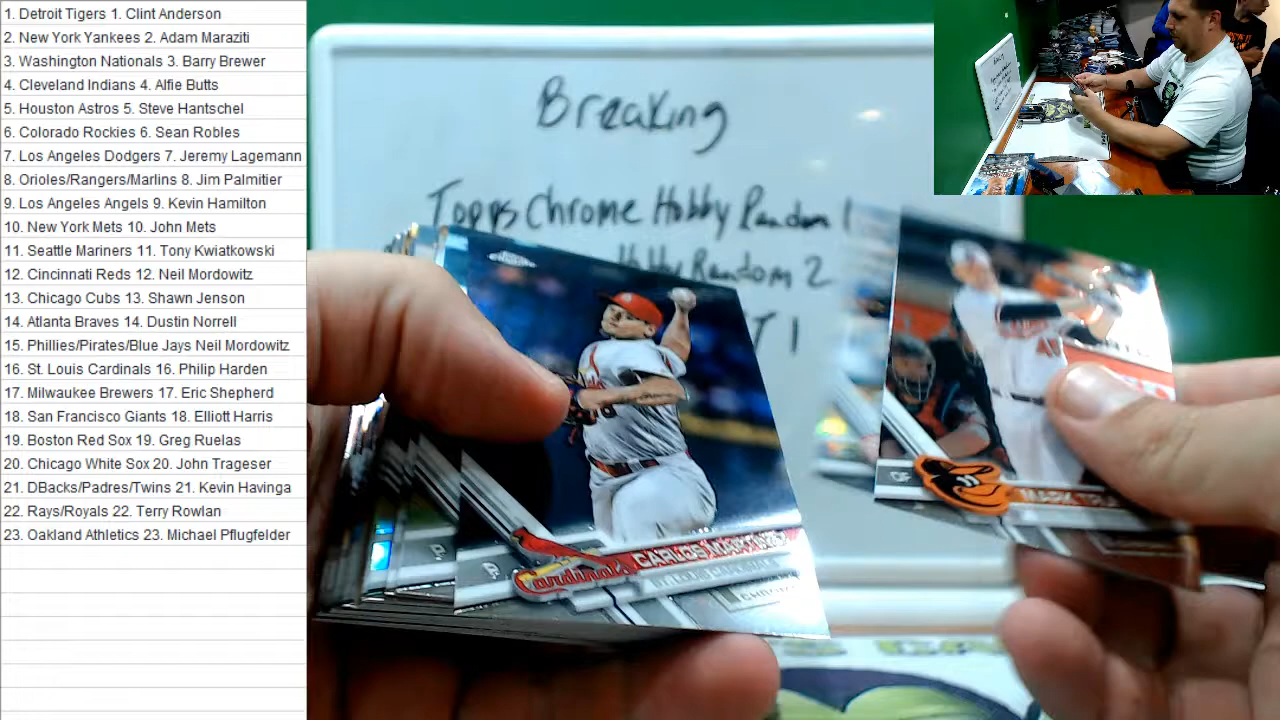 1. Detroit Tigers 1. Clint Anderson
2. New York Yankees 2. Adam Maraziti
3. Washington Nationals 3. Barry Brewer
4. Cleveland Indians 4. Alfie Butts
5. Houston Astros 5. Steve Hantschel
6. Colorado Rockies 6. Sean Robles
7. Los Angeles Dodgers 7. Jeremy Lagemann
8. Orioles/Rangers/Marlins 8. Jim Palmitier
9. Los Angeles Angels 9. Kevin Hamilton
10. New York Mets 10. John Mets
11. Seattle Mariners 11. Tony Kwiatkowski
12. Cincinnati Reds 12. Neil Mordowitz
13. Chicago Cubs 13. Shawn Jenson
14. Atlanta Braves 14. Dustin Norrell
15. Phillies/Pirates/Blue Jays Neil Mordowitz
16. St. Louis Cardinals 16. Philip Harden
17. Milwaukee Brewers 17. Eric Shepherd
18. San Francisco Giants 18. Elliott Harris
19. Boston Red Sox 19. Greg Ruelas
20. Chicago White Sox 20. John Trageser
21. DBacks/Padres/Twins 21. Kevin Havinga
22. Rays/Royals 22. Terry Rowlan
23. Oakland Athletics 23. Michael Pflugfelder
Breaking
Topps Chrome Hobby Random 1
Hobby Random 2
1
P
P
Cardinals
CARLOS MARTINEZ
CF
MARK